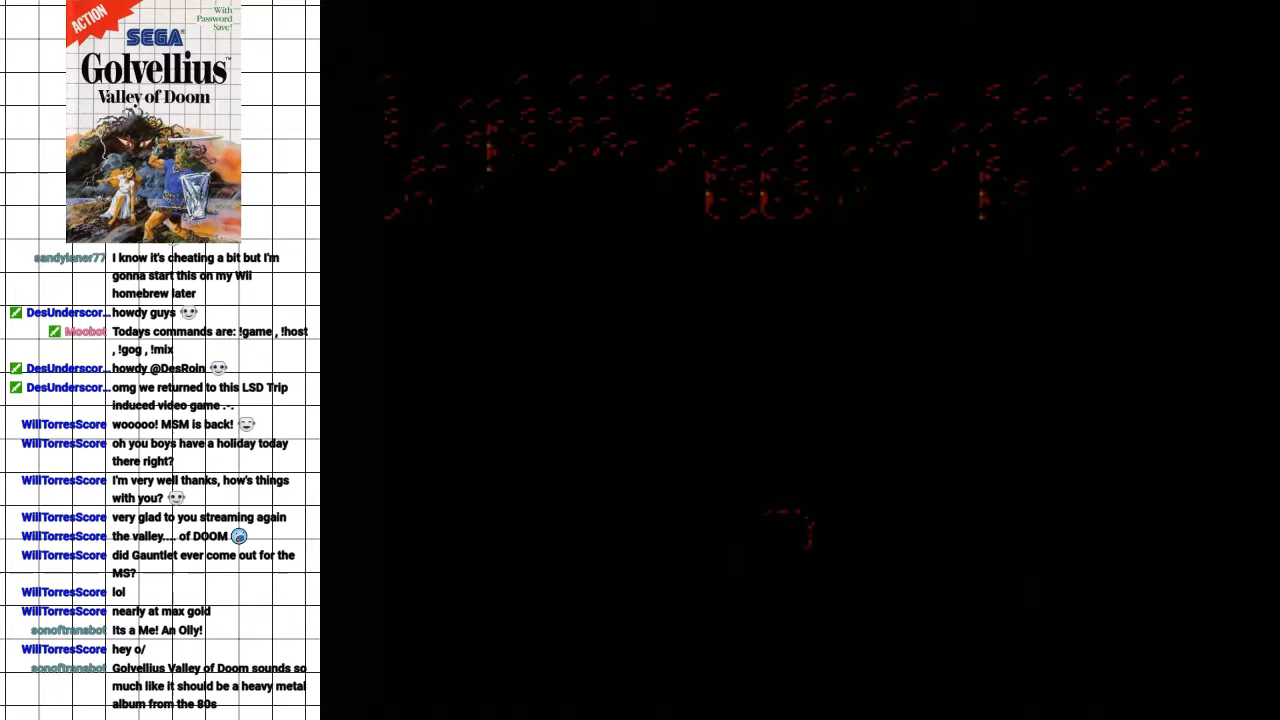 ACTION
With
Password
Save!
SEGA®
Golvellius™
Valley of Doom
sandylaner77 I know it's cheating a bit but I'm
gonna start this on my Wii
homebrew later
DesUnderscor... howdy guys
Moobot Todays commands are: !game , !host
, !gog , !mix
DesUnderscor... howdy @DesRoin
DesUnderscor... omg we returned to this LSD Trip
induced video game .-.
WillTorresScore wooooo! MSM is back!
WillTorresScore oh you boys have a holiday today
there right?
WillTorresScore I'm very well thanks, how's things
with you?
WillTorresScore very glad to you streaming again
WillTorresScore the valley.... of DOOM
WillTorresScore did Gauntlet ever come out for the
MS?
WillTorresScore lol
WillTorresScore nearly at max gold
sonoftransbot Its a Me! An Olly!
WillTorresScore hey o/
sonoftransbot Golvellius Valley of Doom sounds so
much like it should be a heavy metal
album from the 80s